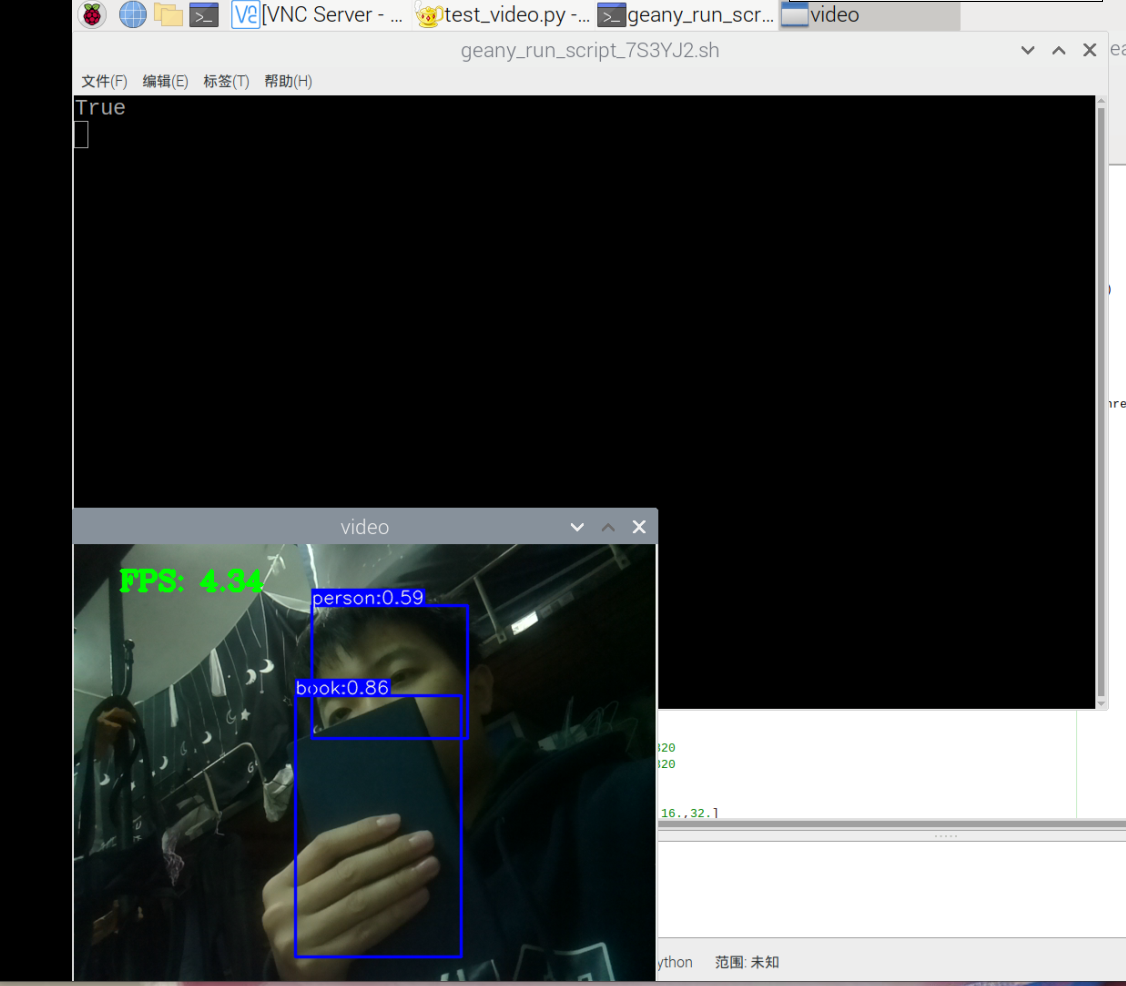 [VNC Server - ...
test_video.py -...
geany_run_scr...
video
geany_run_script_7S3YJ2.sh
文件(F) 编辑(E) 标签(T) 帮助(H)
True
video
FPS: 4.34
person:0.59
book:0.86
320
320
16.,32.]
ython 范围: 未知